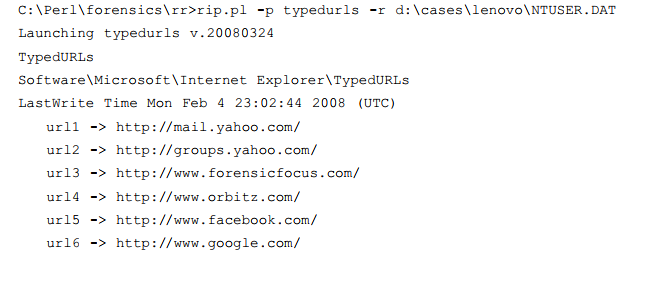 C:\Perl\forensics\rr>rip.pl -p typedurls -r d:\cases\lenovo\NTUSER.DAT
Launching typedurls v.20080324
TypedURLs
Software\Microsoft\Internet Explorer\TypedURLs
LastWrite Time Mon Feb 4 23:02:44 2008 (UTC)
url1 -> http://mail.yahoo.com/
url2 -> http://groups.yahoo.com/
url3 -> http://www.forensicfocus.com/
url4 -> http://www.orbitz.com/
url5 -> http://www.facebook.com/
url6 -> http://www.google.com/